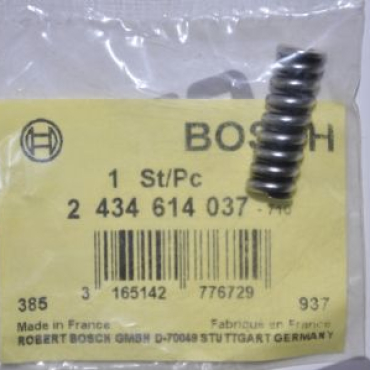 BOSCH
1 St/Pc
2 434 614 037 - 710
3 165142 776729
385 937
Made in France Fabriqué en France
ROBERT BOSCH GMBH D-70049 STUTTGART GERMANY